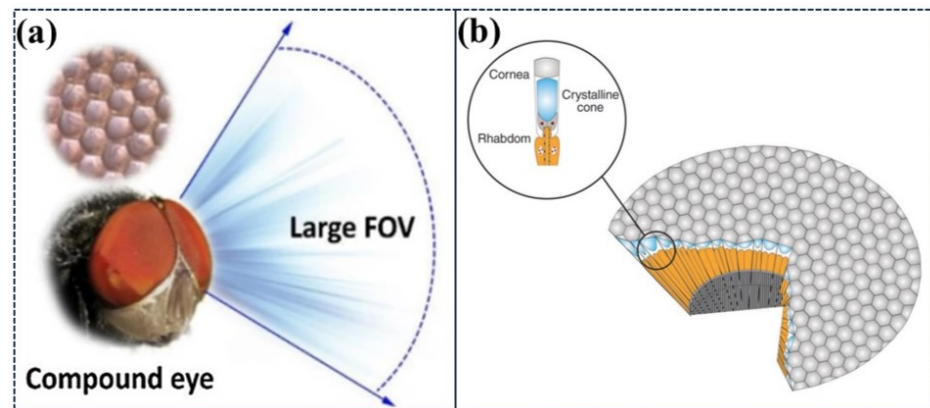 (a)
Large FOV
Compound eye
(b)
Cornea
Crystalline
cone
Rhabdom